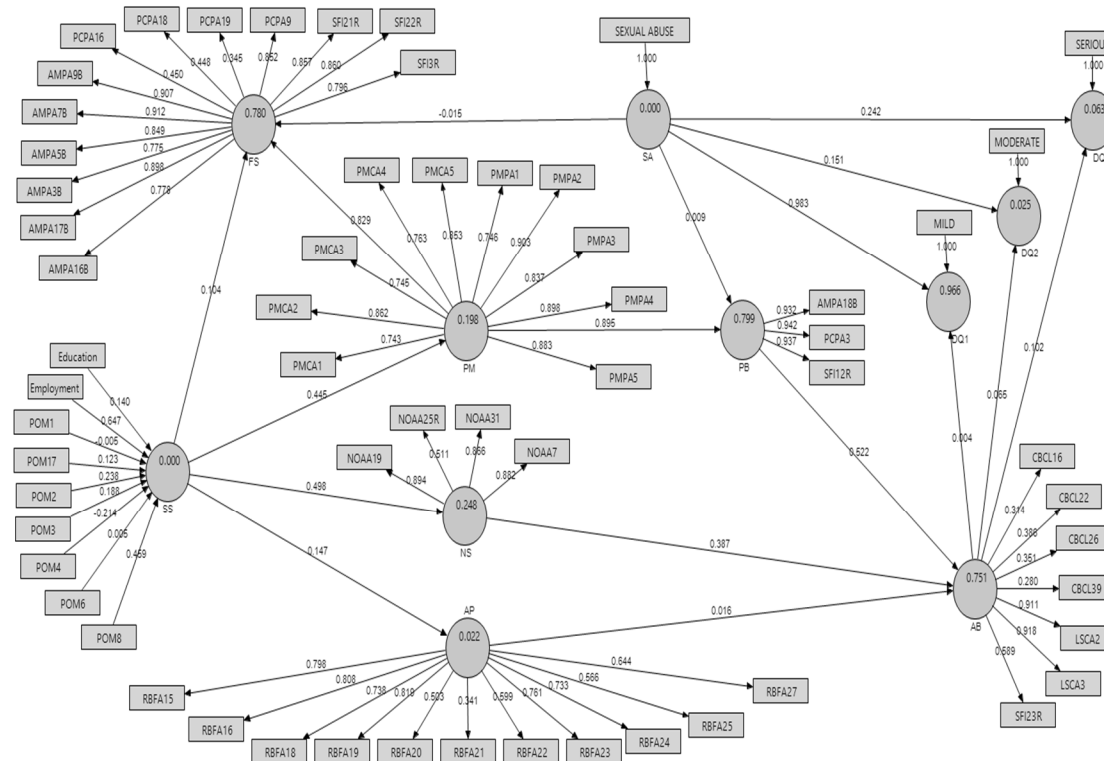 PCPA18
PCPA19
PCPA9
SFI21R
SFI22R
SEXUAL ABUSE
PCPA16
SERIOU
0.448
0.345
0.852
0.857
0.860
1.000
1.000
SFI3R
AMPA9B
0.450
0.796
0.907
AMPA7B
0.912
0.780
-0.015
0.000
0.242
0.063
AMPA5B
0.849
FS
SA
MODERATE
DQ
0.775
PMCA4
PMCA5
PMPA1
PMPA2
0.151
1.000
AMPA3B
0.898
0.778
0.983
AMPA17B
0.829
0.763
0.853
0.746
0.903
0.009
MILD
0.025
PMCA3
PMPA3
1.000
DQ2
AMPA16B
0.745
0.837
0.104
PMCA2
0.862
0.198
0.898
PMPA4
0.895
0.799
0.932
AMPA18B
0.966
0.942
PCPA3
DQ1
0.102
PMCA1
0.743
PM
0.883
PB
0.937
SFI12R
Education
PMPA5
0.445
0.140
Employment
0.647
NOAA25R
NOAA31
0.065
0.004
POM1
-0.005
NOAA19
0.511
0.866
NOAA7
0.522
CBCL16
POM17
0.123
0.000
0.894
0.882
0.238
0.498
CBCL22
POM2
0.188
SS
0.248
0.314
0.386
POM3
-0.214
NS
0.387
0.351
CBCL26
POM4
0.005
0.459
0.751
0.280
CBCL39
POM6
0.147
AP
0.016
0.911
AB
0.918
LSCA2
POM8
0.022
0.589
0.798
0.644
LSCA3
RBFA15
0.808
0.738
0.819
0.503
0.341
0.599
0.761
0.733
0.566
RBFA27
SFI23R
RBFA16
RBFA25
RBFA18
RBFA19
RBFA20
RBFA21
RBFA22
RBFA23
RBFA24